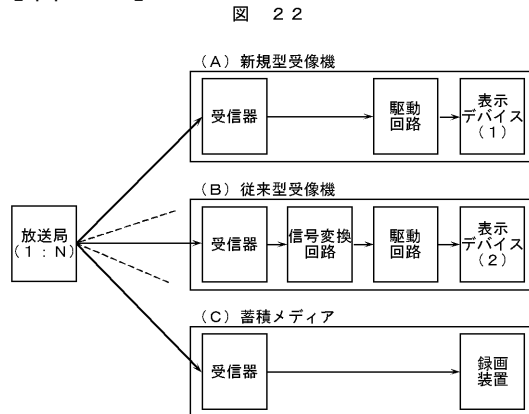 図 ２２
（Ａ）新規型受像機
受信器
駆動
回路
表示
デバイス
（１）
放送局
（１：Ｎ）
（Ｂ）従来型受像機
受信器
信号変換
回路
駆動
回路
表示
デバイス
（２）
（Ｃ）蓄積メディア
受信器
録画
装置